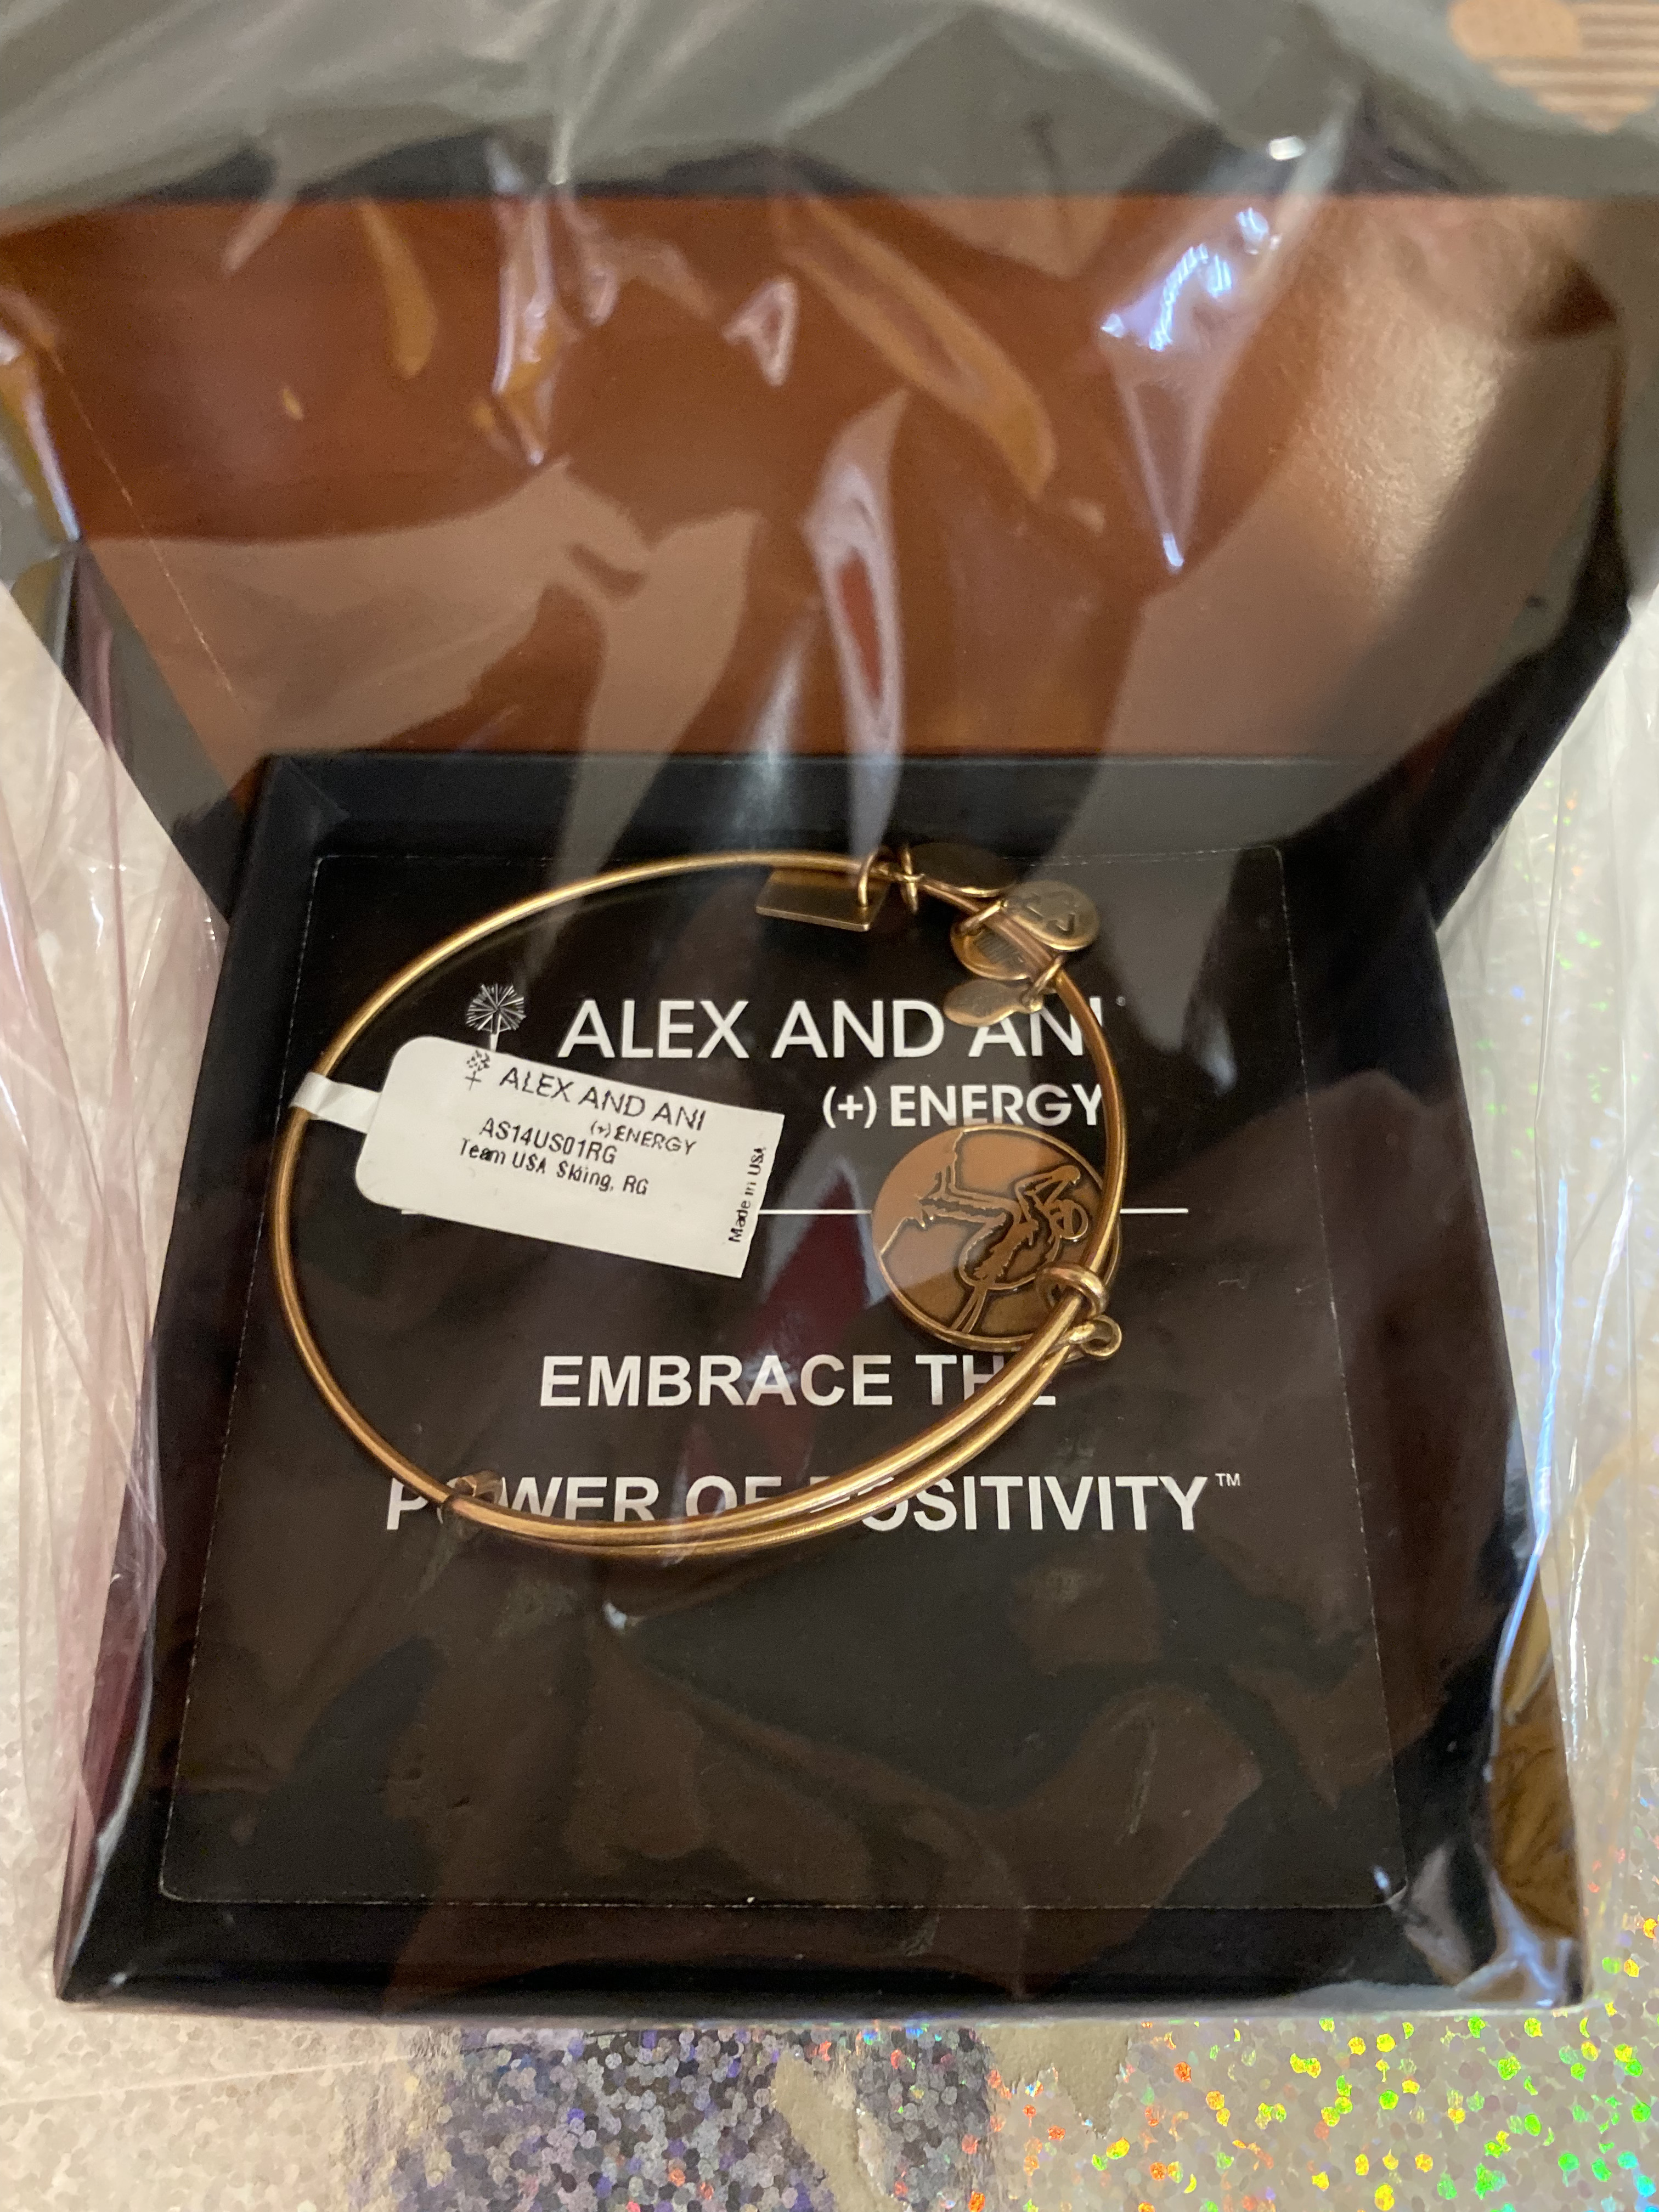 ALEX AND ANI
(+) ENERGY
ALEX AND ANI
(+) ENERGY
AS14US01RG
Team USA Skiing, RG
Made in USA
EMBRACE THE
POWER OF POSITIVITY™